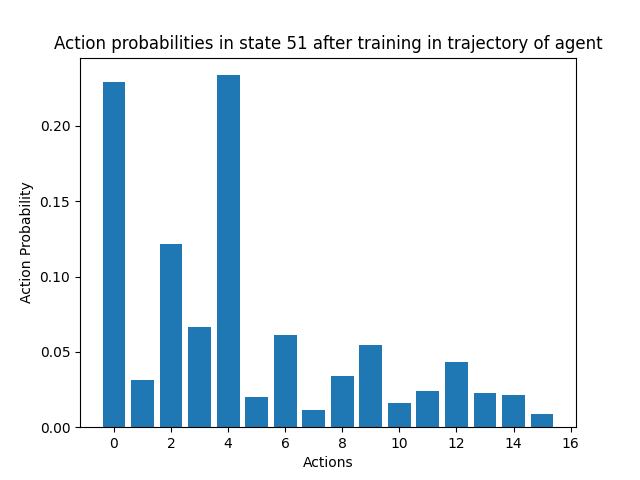 Action probabilities in state 51 after training in trajectory of agent
Action Probability
0.20
0.15
0.10
0.05
0.00
0 2 4 6 8 10 12 14 16
Actions